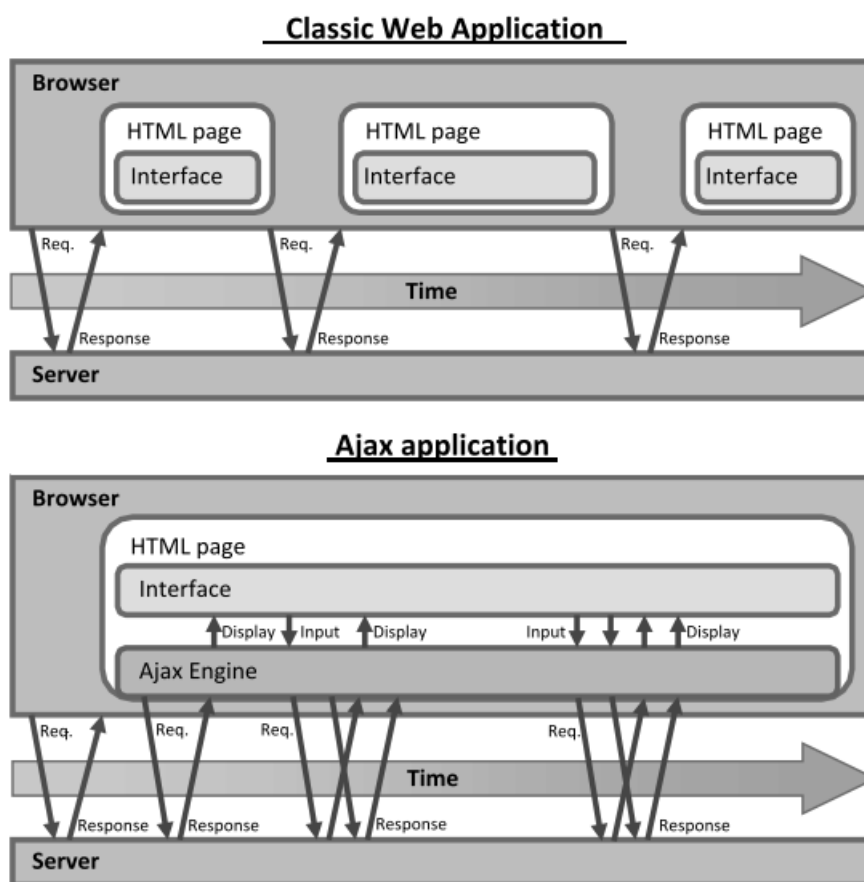 Classic Web Application
Browser
HTML page HTML page HTML page
Interface Interface Interface
Req. Req. Req.
Time
Response Response Response
Server
Ajax application
Browser
HTML page
Interface
Display Input Display Input Display
Ajax Engine
Req. Req. Req. Req.
Time
Response Response Response Response
Server